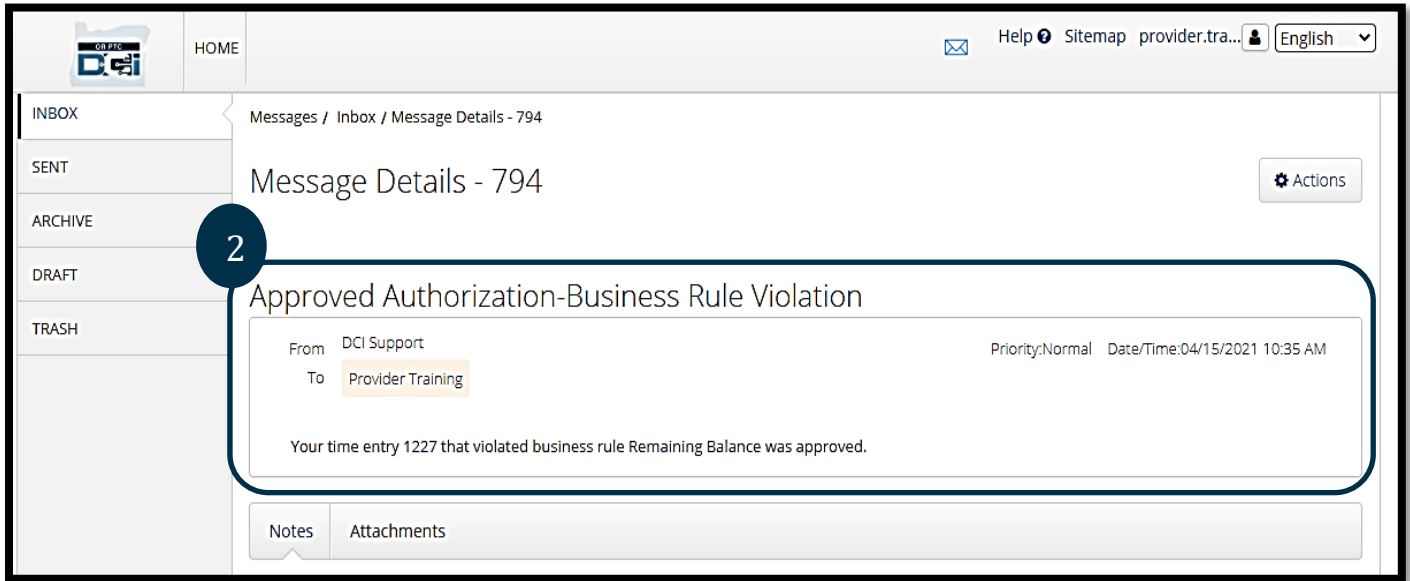 OR PTC
DCi
HOME
Help ? Sitemap provider.tra... English
INBOX
SENT
ARCHIVE
DRAFT
TRASH
Messages / Inbox / Message Details - 794
Message Details - 794
Actions
2
Approved Authorization-Business Rule Violation
From DCI Support
Priority:Normal Date/Time:04/15/2021 10:35 AM
To Provider Training
Your time entry 1227 that violated business rule Remaining Balance was approved.
Notes Attachments